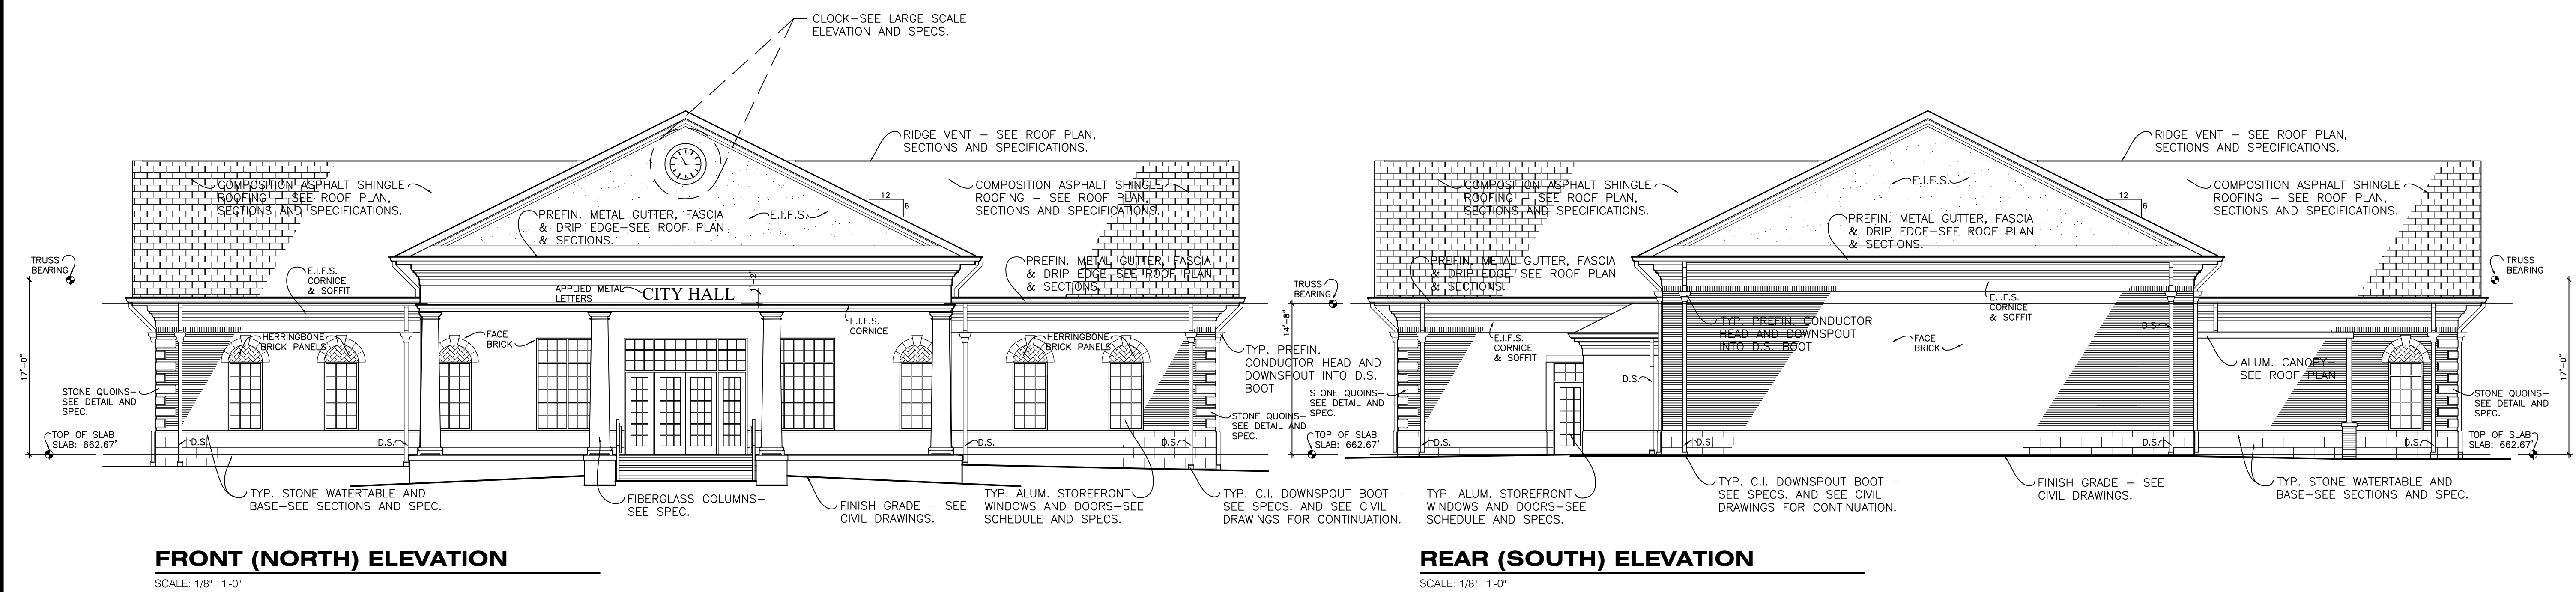 CLOCK-SEE LARGE SCALE
ELEVATION AND SPECS.
RIDGE VENT - SEE ROOF PLAN,
SECTIONS AND SPECIFICATIONS.
COMPOSITION ASPHALT SHINGLE
ROOFING - SEE ROOF PLAN,
SECTIONS AND SPECIFICATIONS.
12
6
COMPOSITION ASPHALT SHINGLE
ROOFING - SEE ROOF PLAN,
SECTIONS AND SPECIFICATIONS.
PREFIN. METAL GUTTER, FASCIA
& DRIP EDGE-SEE ROOF PLAN
& SECTIONS.
E.I.F.S.
TRUSS
BEARING
E.I.F.S.
CORNICE
& SOFFIT
PREFIN. METAL GUTTER, FASCIA
& DRIP EDGE-SEE ROOF PLAN
& SECTIONS.
APPLIED METAL
LETTERS
CITY HALL
1'-2"
E.I.F.S.
CORNICE
HERRINGBONE
BRICK PANELS
FACE
BRICK
HERRINGBONE
BRICK PANELS
17'-0"
TYP. PREFIN.
CONDUCTOR HEAD AND
DOWNSPOUT INTO D.S.
BOOT
STONE QUOINS-
SEE DETAIL AND
SPEC.
STONE QUOINS-
SEE DETAIL AND
SPEC.
TOP OF SLAB
SLAB: 662.67'
D.S.
D.S.
D.S.
D.S.
TYP. STONE WATERTABLE AND
BASE-SEE SECTIONS AND SPEC.
FIBERGLASS COLUMNS-
SEE SPEC.
FINISH GRADE - SEE
CIVIL DRAWINGS.
TYP. ALUM. STOREFRONT
WINDOWS AND DOORS-SEE
SCHEDULE AND SPECS.
TYP. C.I. DOWNSPOUT BOOT -
SEE SPECS. AND SEE CIVIL
DRAWINGS FOR CONTINUATION.
FRONT (NORTH) ELEVATION
SCALE: 1/8"=1'-0"
RIDGE VENT - SEE ROOF PLAN,
SECTIONS AND SPECIFICATIONS.
COMPOSITION ASPHALT SHINGLE
ROOFING - SEE ROOF PLAN,
SECTIONS AND SPECIFICATIONS.
E.I.F.S.
12
6
COMPOSITION ASPHALT SHINGLE
ROOFING - SEE ROOF PLAN,
SECTIONS AND SPECIFICATIONS.
PREFIN. METAL GUTTER, FASCIA
& DRIP EDGE-SEE ROOF PLAN
& SECTIONS.
PREFIN. METAL GUTTER, FASCIA
& DRIP EDGE-SEE ROOF PLAN
& SECTIONS.
TRUSS
BEARING
TRUSS
BEARING
E.I.F.S.
CORNICE
& SOFFIT
14'-8"
E.I.F.S.
CORNICE
& SOFFIT
TYP. PREFIN. CONDUCTOR
HEAD AND DOWNSPOUT
INTO D.S. BOOT
D.S.
FACE
BRICK
ALUM. CANOPY-
SEE ROOF PLAN
17'-0"
D.S.
STONE QUOINS-
SEE DETAIL AND
SPEC.
STONE QUOINS-
SEE DETAIL AND
SPEC.
TOP OF SLAB
SLAB: 662.67'
D.S.
D.S.
D.S.
D.S.
TOP OF SLAB
SLAB: 662.67'
TYP. ALUM. STOREFRONT
WINDOWS AND DOORS-SEE
SCHEDULE AND SPECS.
TYP. C.I. DOWNSPOUT BOOT -
SEE SPECS. AND SEE CIVIL
DRAWINGS FOR CONTINUATION.
FINISH GRADE - SEE
CIVIL DRAWINGS.
TYP. STONE WATERTABLE AND
BASE-SEE SECTIONS AND SPEC.
REAR (SOUTH) ELEVATION
SCALE: 1/8"=1'-0"